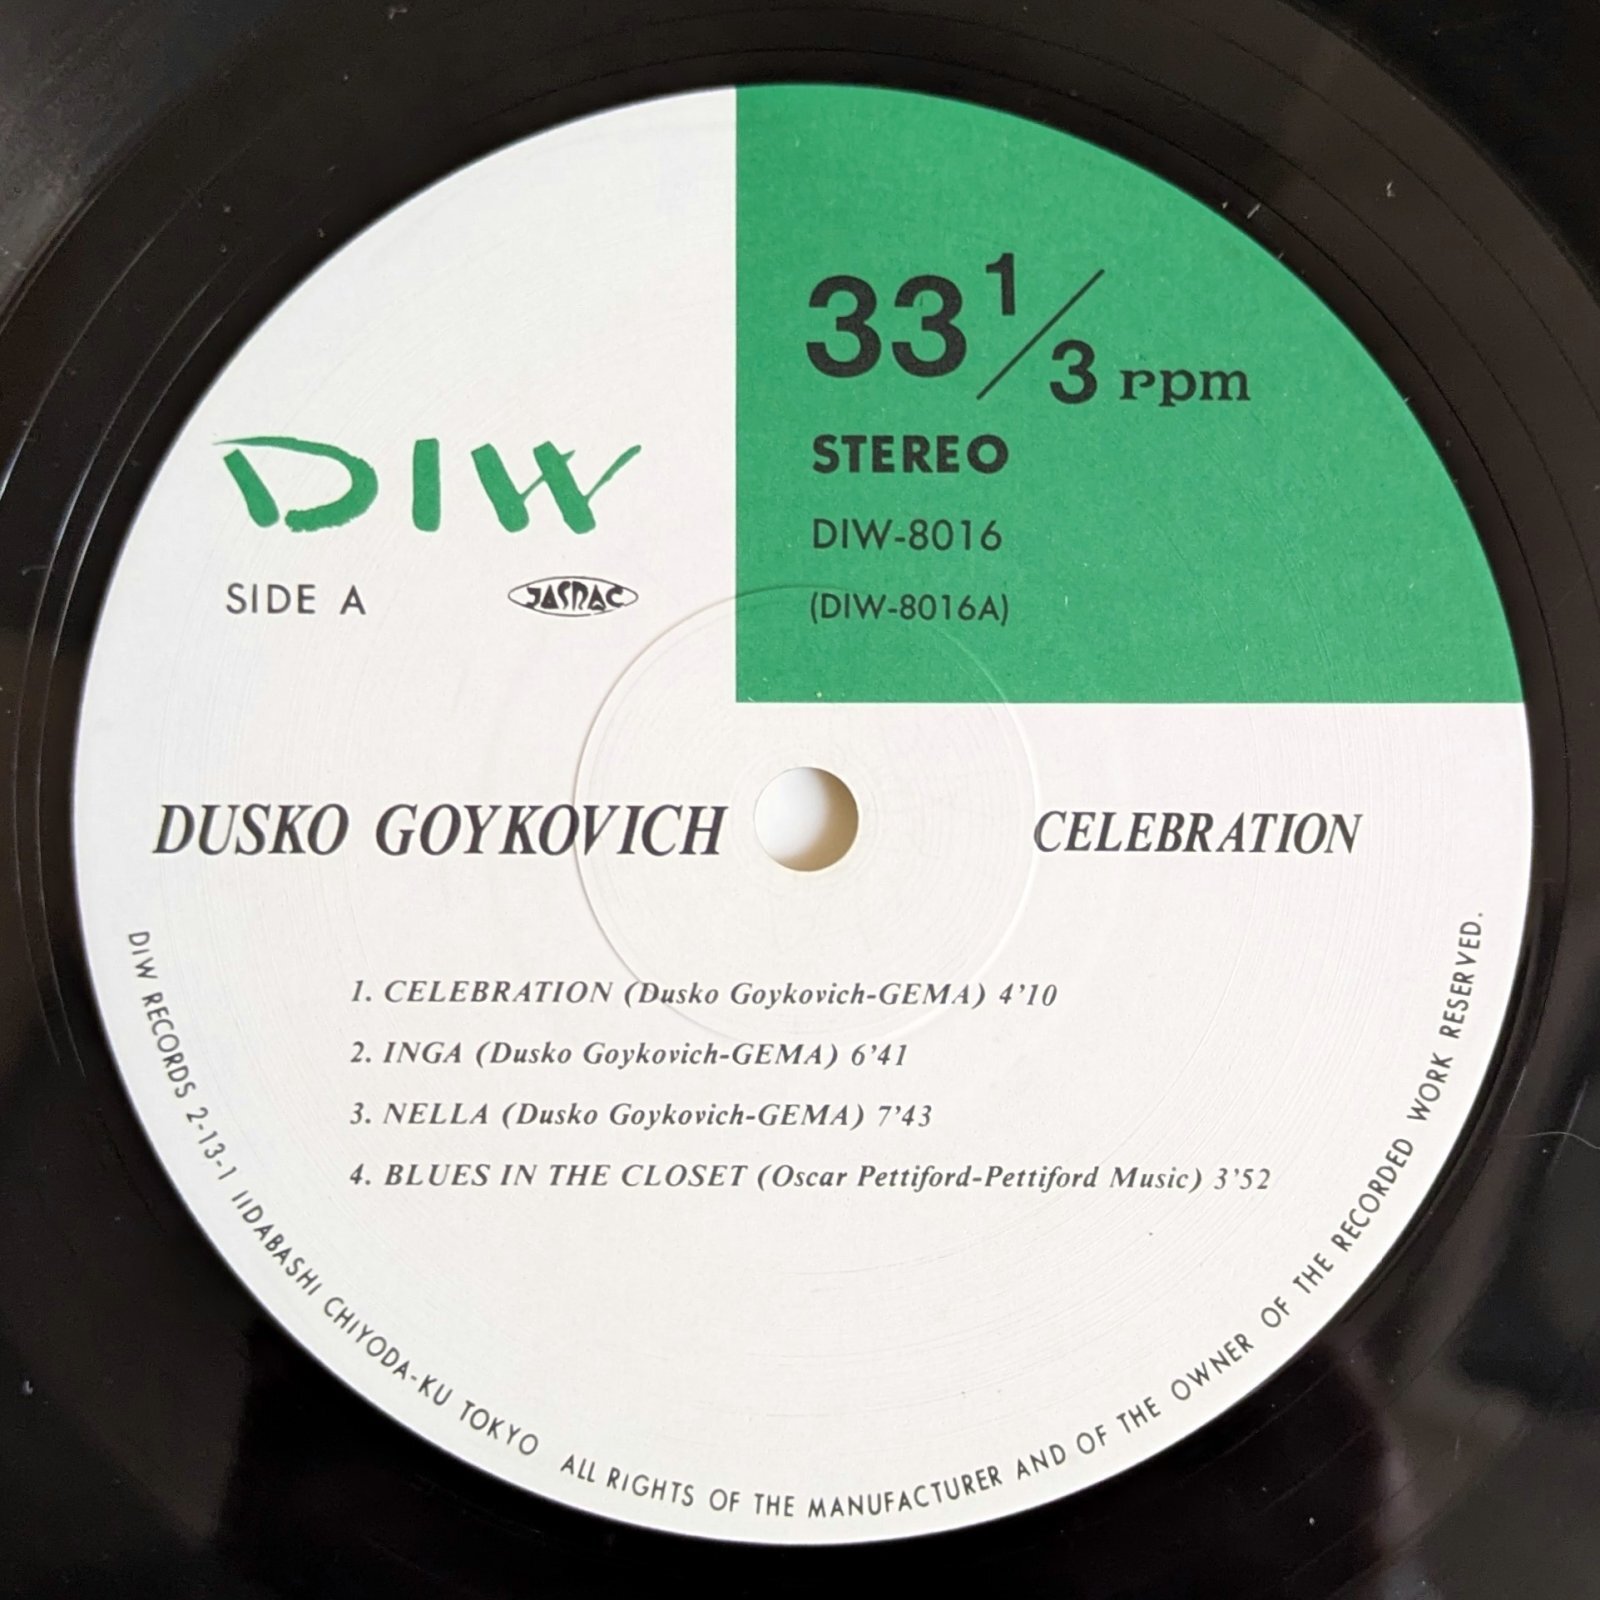 33 1/3 rpm
DIW
STEREO
DIW-8016
SIDE A
JASRAC
(DIW-8016A)
DUSKO GOYKOVICH
CELEBRATION
1. CELEBRATION (Dusko Goykovich-GEMA) 4'10
2. INGA (Dusko Goykovich-GEMA) 6'41
3. NELLA (Dusko Goykovich-GEMA) 7'43
4. BLUES IN THE CLOSET (Oscar Pettiford-Pettiford Music) 3'52
DIW RECORDS 2-13-1 IIDABASHI CHIYODA-KU TOKYO ALL RIGHTS OF THE MANUFACTURER AND OF THE OWNER OF THE RECORDED WORK RESERVED.